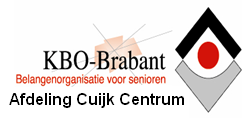 KBO-Brabant
Belangenorganisatie voor senioren
Afdeling Cuijk Centrum